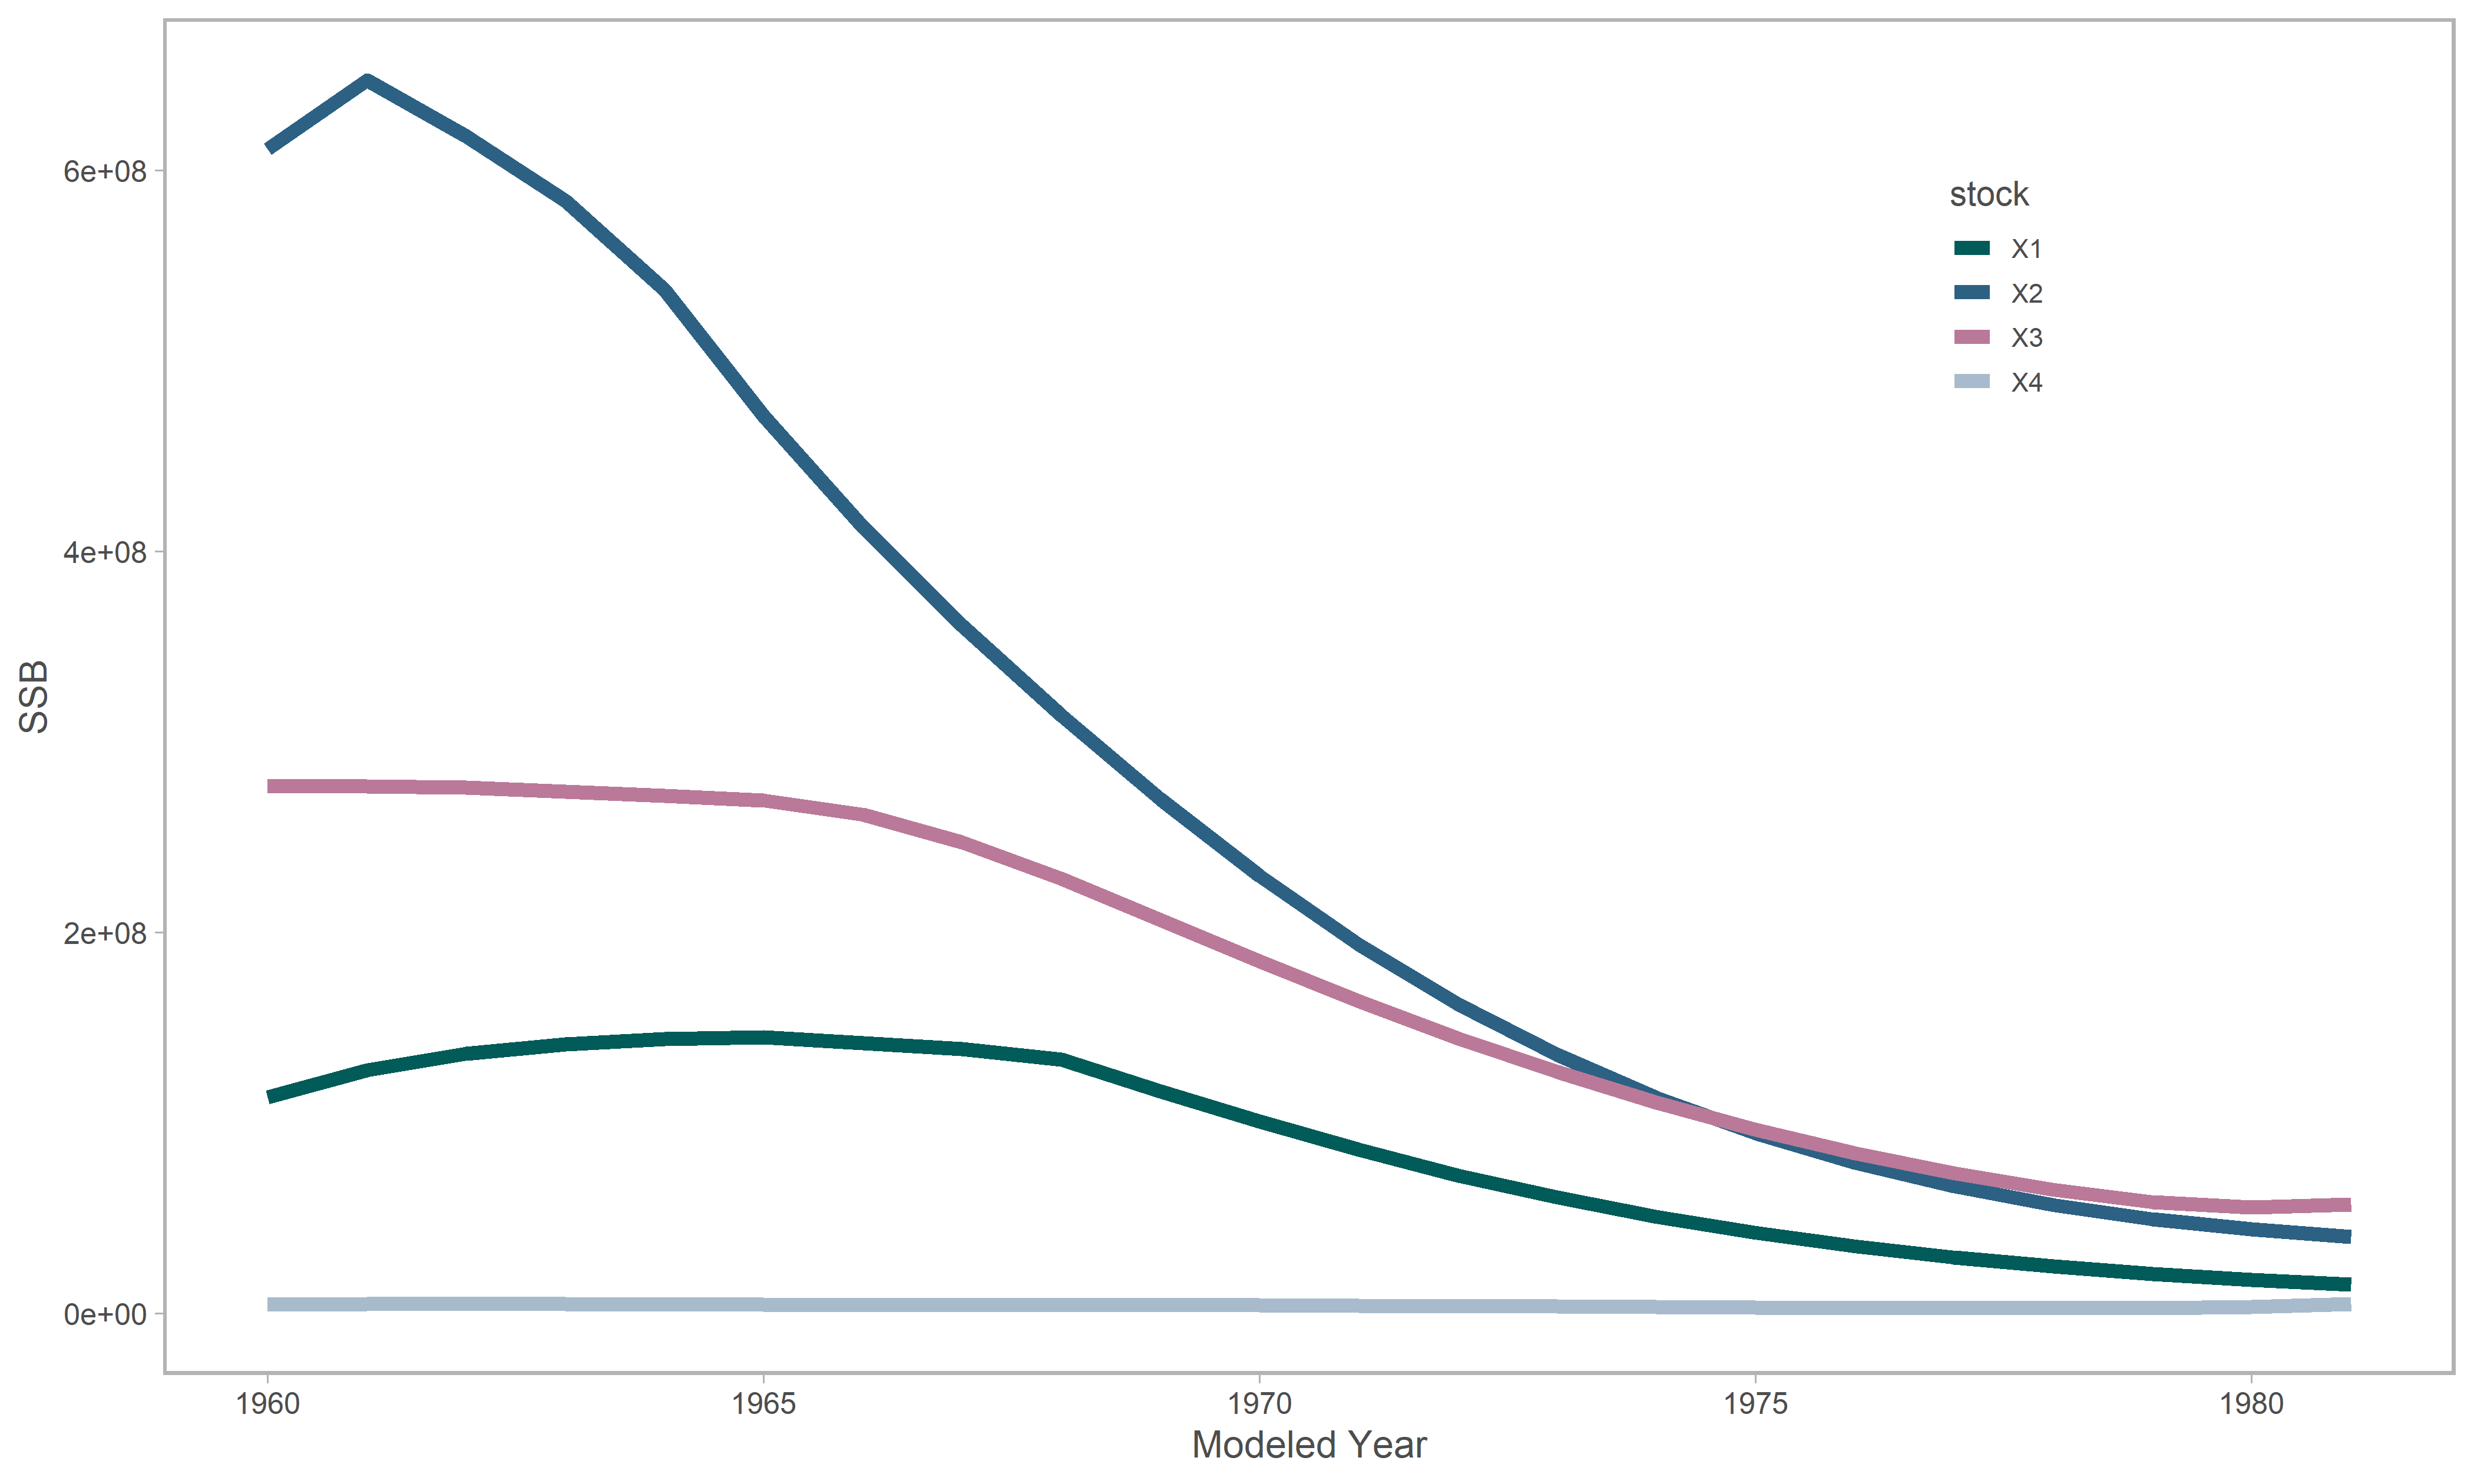 6e+08
4e+08
2e+08
0e+00
SSB
1960 1965 1970 1975 1980
Modeled Year
stock
X1
X2
X3
X4